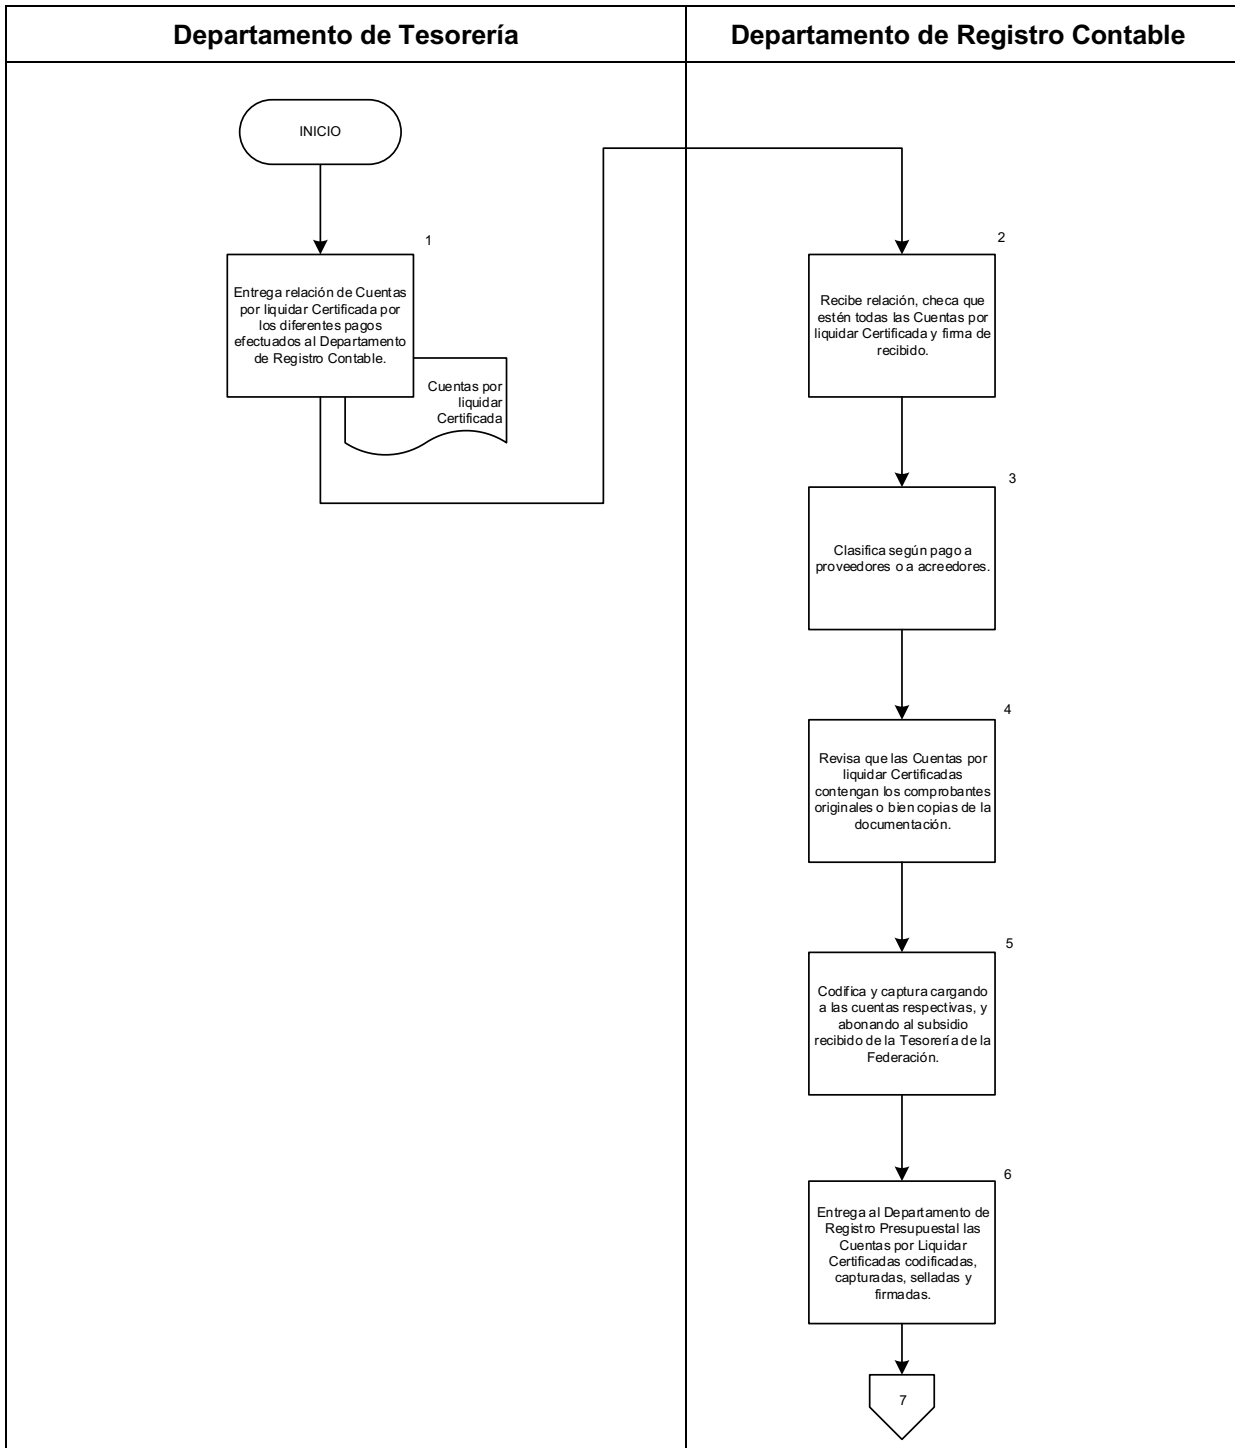 Departamento de Tesorería
Departamento de Registro Contable
INICIO
1
Entrega relación de Cuentas
por liquidar Certificada por
los diferentes pagos
efectuados al Departamento
de Registro Contable.
Cuentas por
liquidar
Certificada
2
Recibe relación, checa que
estén todas las Cuentas por
liquidar Certificada y firma de
recibido.
3
Clasifica según pago a
proveedores o a acreedores.
4
Revisa que las Cuentas por
liquidar Certificadas
contengan los comprobantes
originales o bien copias de la
documentación.
5
Codifica y captura cargando
a las cuentas respectivas, y
abonando al subsidio
recibido de la Tesorería de la
Federación.
6
Entrega al Departamento de
Registro Presupuestal las
Cuentas por Liquidar
Certificadas codificadas,
capturadas, selladas y
firmadas.
7